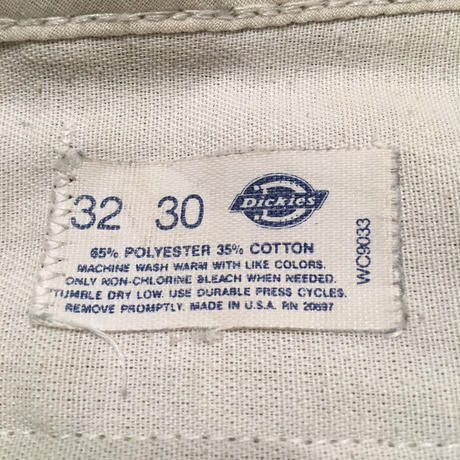 32 30 Dickies
65% POLYESTER 35% COTTON
MACHINE WASH WARM WITH LIKE COLORS.
ONLY NON-CHLORINE BLEACH WHEN NEEDED.
TUMBLE DRY LOW. USE DURABLE PRESS CYCLES.
REMOVE PROMPTLY. MADE IN U.S.A. RN 20697
WC9033